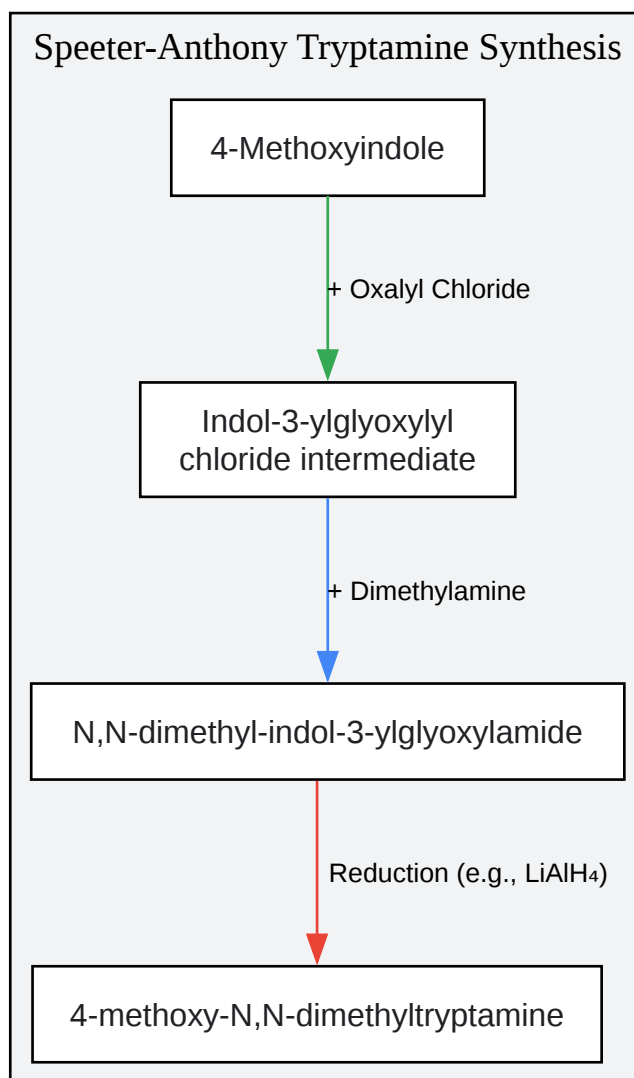 Speeter-Anthony Tryptamine Synthesis
4-Methoxyindole
+ Oxalyl Chloride
Indol-3-ylglyoxylyl
chloride intermediate
+ Dimethylamine
N,N-dimethyl-indol-3-ylglyoxylamide
Reduction (e.g., LiAlH₄)
4-methoxy-N,N-dimethyltryptamine